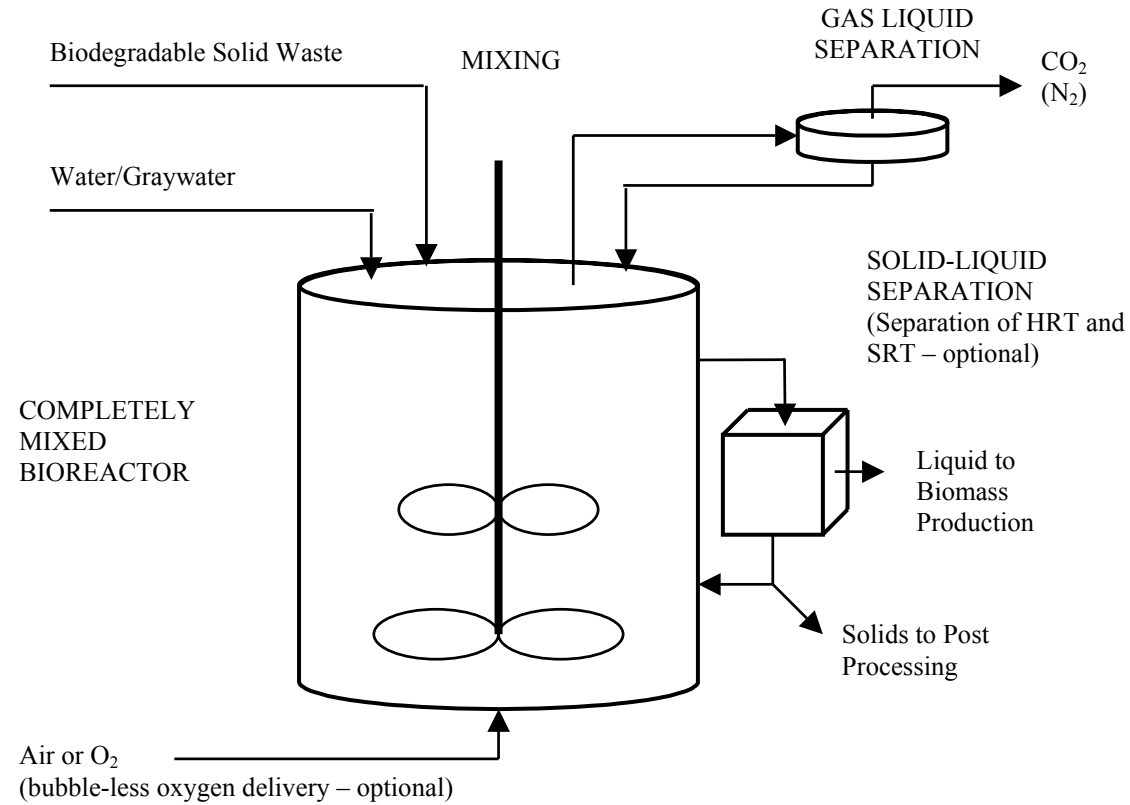 GAS LIQUID
SEPARATION
Biodegradable Solid Waste
MIXING
CO₂
(N₂)
Water/Graywater
SOLID-LIQUID
SEPARATION
(Separation of HRT and
SRT – optional)
COMPLETELY
MIXED
BIOREACTOR
Liquid to
Biomass
Production
Solids to Post
Processing
Air or O₂
(bubble-less oxygen delivery – optional)